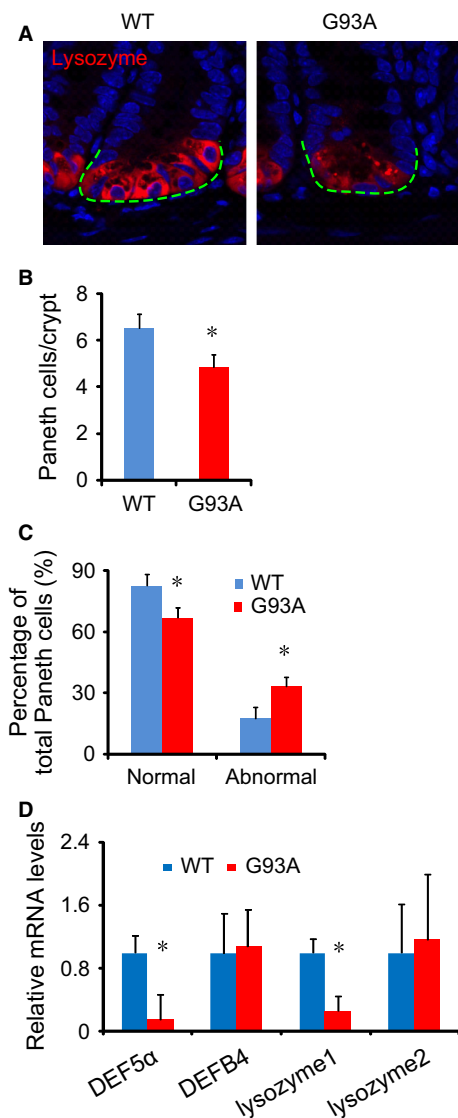 A
WT
G93A
Lysozyme
B
Paneth cells/crypt
8
6
4
2
0
*
WT
G93A
C
Percentage of
total Paneth cells (%)
90
60
30
0
*
*
WT
G93A
Normal
Abnormal
D
Relative mRNA levels
2.4
1.6
0.8
0
WT
G93A
*
*
DEF5α
DEFB4
lysozyme1
lysozyme2